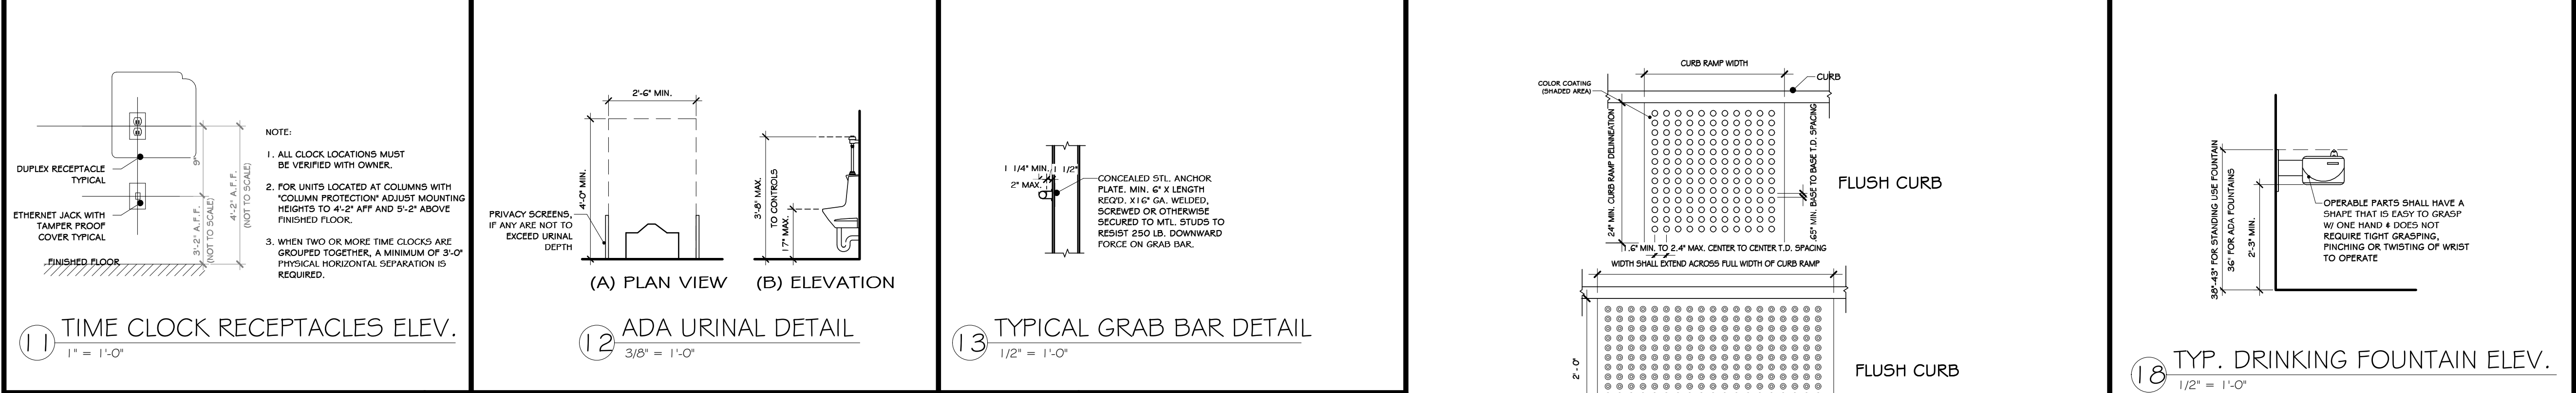 DUPLEX RECEPTACLE
TYPICAL
ETHERNET JACK WITH
TAMPER PROOF
COVER TYPICAL
FINISHED FLOOR
9"
3'-2" A.F.F.
(NOT TO SCALE)
4'-2" A.F.F.
(NOT TO SCALE)
NOTE:
1. ALL CLOCK LOCATIONS MUST
BE VERIFIED WITH OWNER.
2. FOR UNITS LOCATED AT COLUMNS WITH
"COLUMN PROTECTION" ADJUST MOUNTING
HEIGHTS TO 4'-2" AFF AND 5'-2" ABOVE
FINISHED FLOOR.
3. WHEN TWO OR MORE TIME CLOCKS ARE
GROUPED TOGETHER, A MINIMUM OF 3'-0"
PHYSICAL HORIZONTAL SEPARATION IS
REQUIRED.
11 TIME CLOCK RECEPTACLES ELEV.
1" = 1'-0"
2'-6" MIN.
4'-0" MIN.
PRIVACY SCREENS,
IF ANY ARE NOT TO
EXCEED URINAL
DEPTH
3'-8" MAX.
TO CONTROLS
17" MAX.
(A) PLAN VIEW
(B) ELEVATION
12 ADA URINAL DETAIL
3/8" = 1'-0"
1 1/4" MIN.
1 1/2"
2" MAX.
CONCEALED STL. ANCHOR
PLATE. MIN. 6" X LENGTH
REQ'D. X16" GA. WELDED,
SCREWED OR OTHERWISE
SECURED TO MTL. STUDS TO
RESIST 250 LB. DOWNWARD
FORCE ON GRAB BAR.
13 TYPICAL GRAB BAR DETAIL
1/2" = 1'-0"
CURB RAMP WIDTH
CURB
COLOR COATING
(SHADED AREA)
24" MIN. CURB RAMP DELINEATION
.65" MIN. BASE TO BASE T.D. SPACING
FLUSH CURB
1.6" MIN. TO 2.4" MAX. CENTER TO CENTER T.D. SPACING
WIDTH SHALL EXTEND ACROSS FULL WIDTH OF CURB RAMP
2'-0"
FLUSH CURB
38"-43" FOR STANDING USE FOUNTAIN
36" FOR ADA FOUNTAINS
2'-3" MIN.
OPERABLE PARTS SHALL HAVE A
SHAPE THAT IS EASY TO GRASP
W/ ONE HAND & DOES NOT
REQUIRE TIGHT GRASPING,
PINCHING OR TWISTING OF WRIST
TO OPERATE
18 TYP. DRINKING FOUNTAIN ELEV.
1/2" = 1'-0"